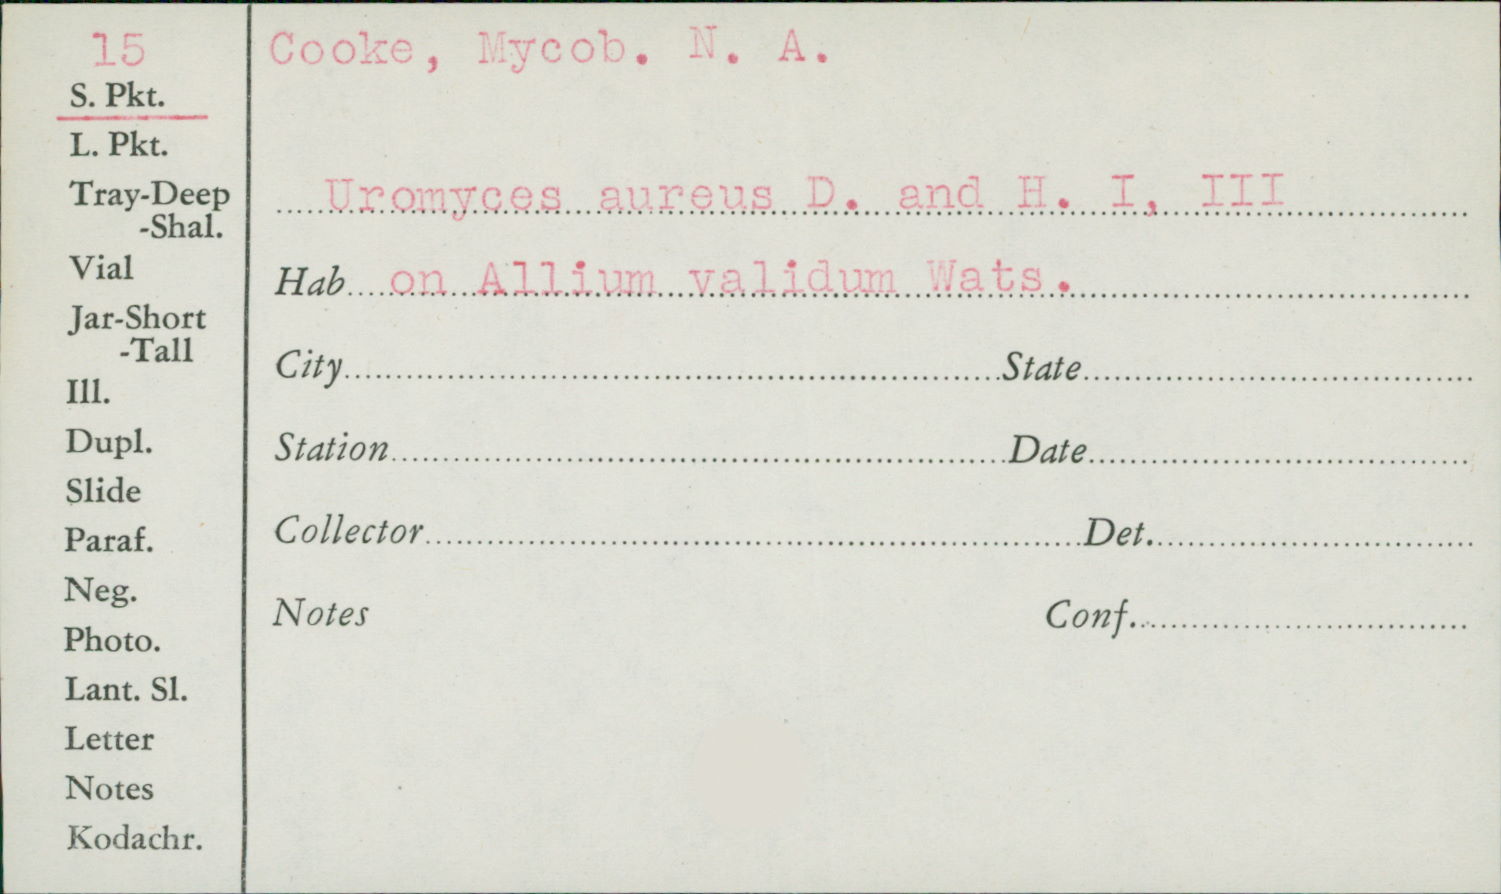 15
S. Pkt.
L. Pkt.
Tray-Deep
-Shal.
Vial
Jar-Short
-Tall
Ill.
Dupl.
Slide
Paraf.
Neg.
Photo.
Lant. Sl.
Letter
Notes
Kodachr.
Cooke, Mycob. N. A.
Uromyces aureus D. and H. I, III
Hab on Allium validum Wats.
City State
Station Date
Collector Det.
Notes Conf.